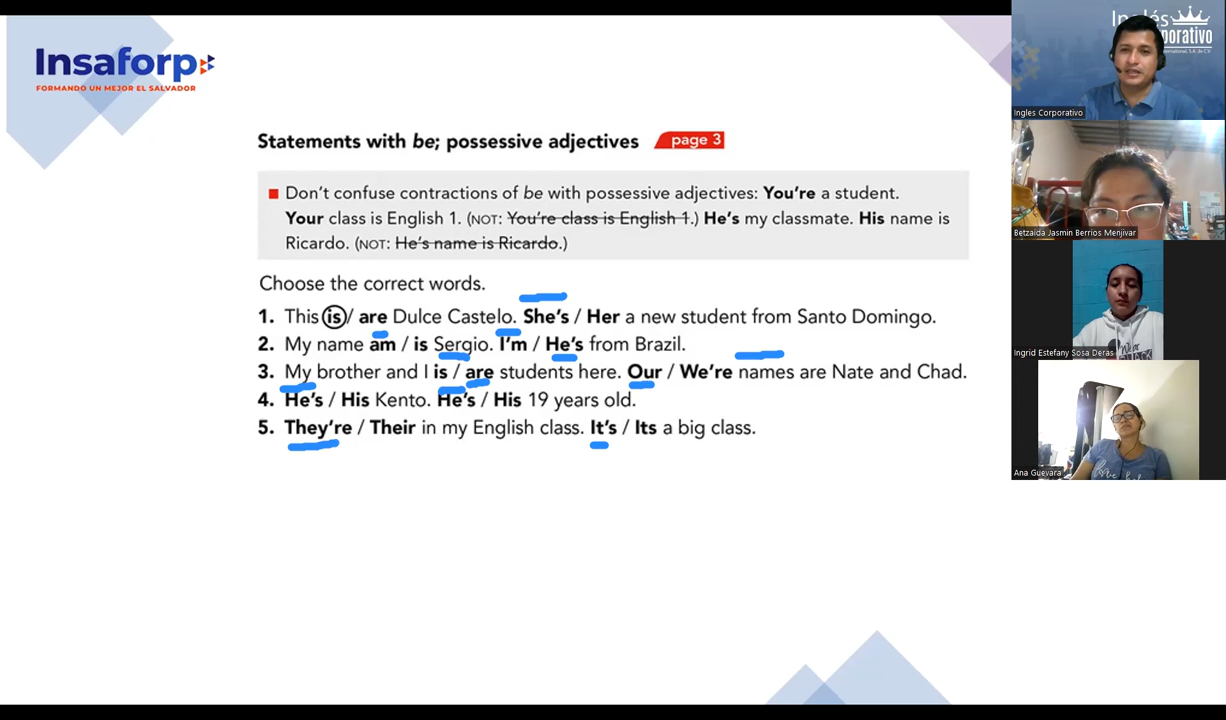 Insaforp
FORMANDO UN MEJOR EL SALVADOR
Statements with be; possessive adjectives page 3
Don't confuse contractions of be with possessive adjectives: You're a student.
Your class is English 1. (NOT: You're class is English 1.) He's my classmate. His name is
Ricardo. (NOT: He's name is Ricardo.)
Choose the correct words.
1. This is / are Dulce Castelo. She's / Her a new student from Santo Domingo.
2. My name am / is Sergio. I'm / He's from Brazil.
3. My brother and I is / are students here. Our / We're names are Nate and Chad.
4. He's / His Kento. He's / His 19 years old.
5. They're / Their in my English class. It's / Its a big class.
Ingles Corporativo
Betzaida Jasmin Berrios Menjivar
Ingrid Estefany Sosa Deras
Ana Guevara